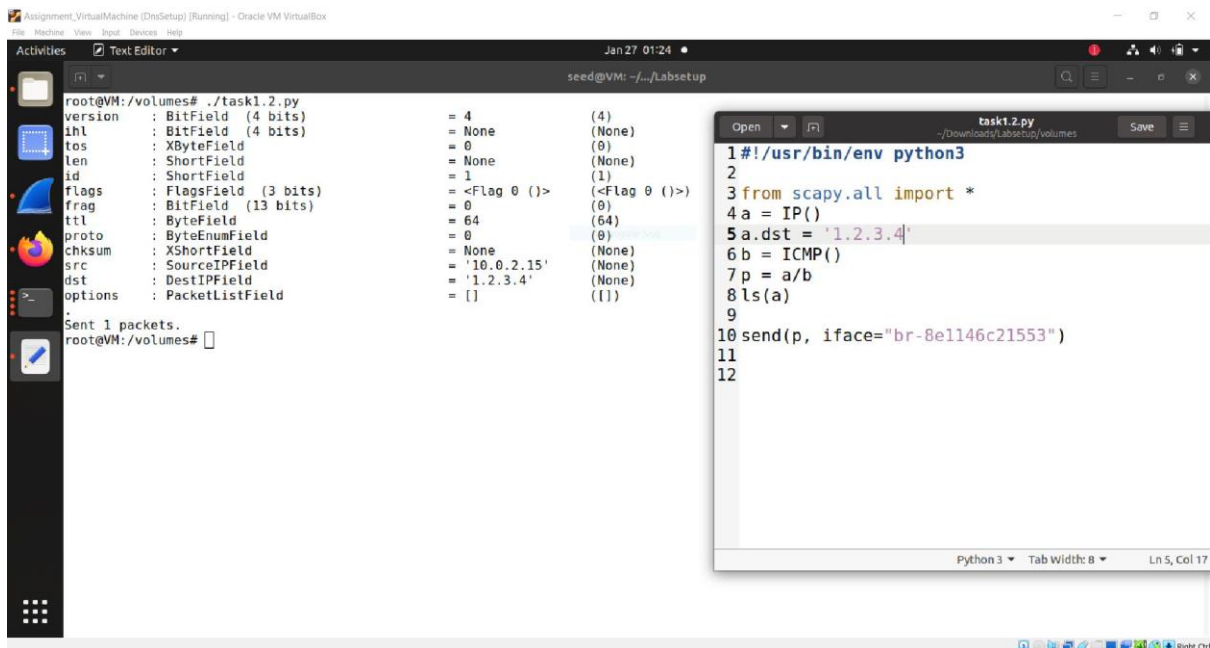 Assignment_VirtualMachine (DnsSetup) [Running] - Oracle VM VirtualBox
File Machine View Input Devices Help
Activities Text Editor Jan 27 01:24
seed@VM: ~/.../Labsetup
root@VM:/volumes# ./task1.2.py
version : BitField (4 bits) = 4 (4)
ihl : BitField (4 bits) = None (None)
tos : XByteField = 0 (0)
len : ShortField = None (None)
id : ShortField = 1 (1)
flags : FlagsField (3 bits) = <Flag 0 ()> (<Flag 0 ()>)
frag : BitField (13 bits) = 0 (0)
ttl : ByteField = 64 (64)
proto : ByteEnumField = 0 (0)
chksum : XShortField = None (None)
src : SourceIPField = '10.0.2.15' (None)
dst : DestIPField = '1.2.3.4' (None)
options : PacketListField = [] ([])
.
Sent 1 packets.
root@VM:/volumes#
Open task1.2.py Save
~/Downloads/Labsetup/volumes
1 #!/usr/bin/env python3
2
3 from scapy.all import *
4 a = IP()
5 a.dst = '1.2.3.4'
6 b = ICMP()
7 p = a/b
8 ls(a)
9
10 send(p, iface="br-8e1146c21553")
11
12
Python 3 Tab Width: 8 Ln 5, Col 17
Right Ctrl